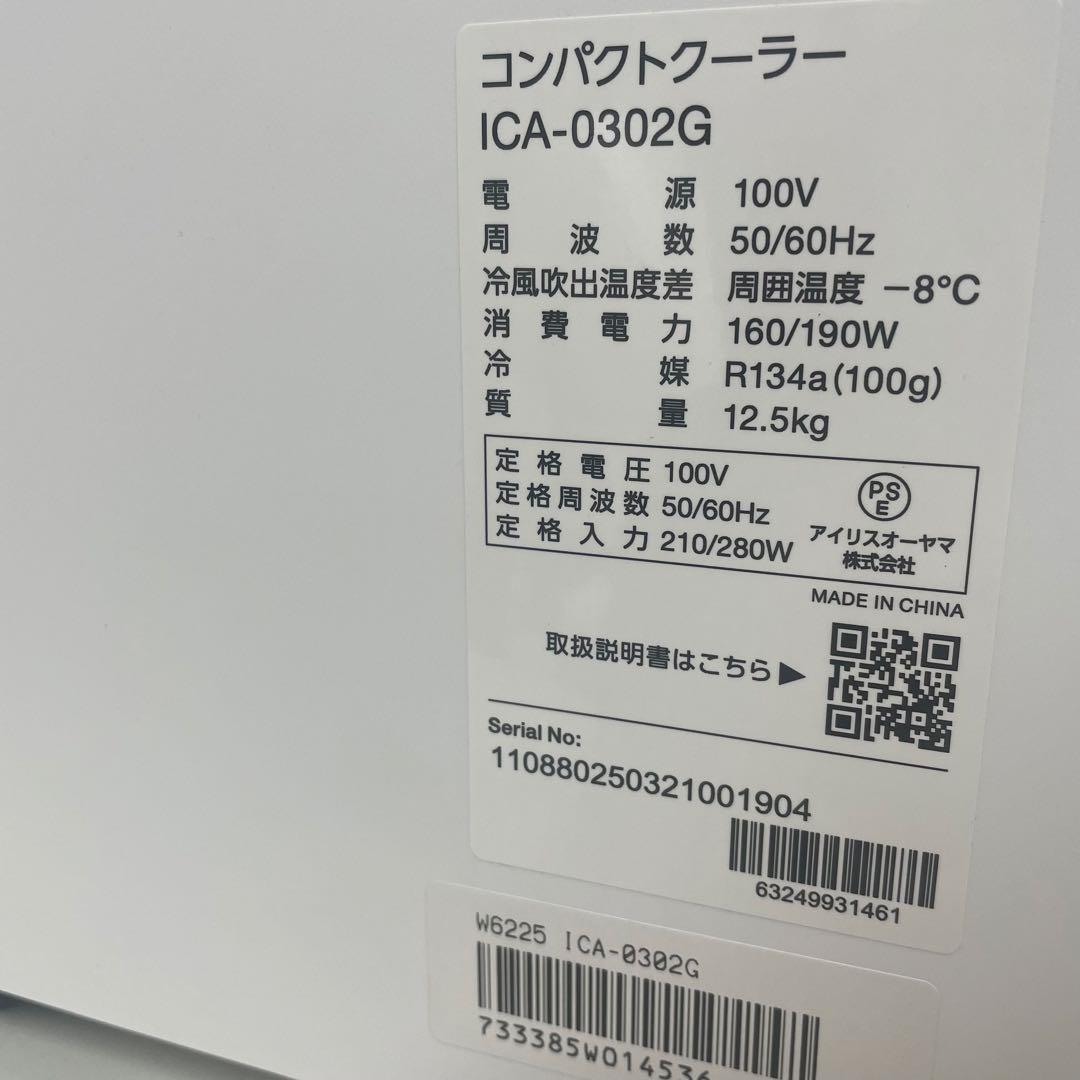 コンパクトクーラー
ICA-0302G
電源 100V
周波数 50/60Hz
冷風吹出温度差 周囲温度 -8°C
消費電力 160/190W
冷媒 R134a(100g)
質量 12.5kg
定格電圧 100V
定格周波数 50/60Hz
定格入力 210/280W
PS
E
アイリスオーヤマ
株式会社
MADE IN CHINA
取扱説明書はこちら▶
Serial No:
110880250321001904
63249931461
W6225 ICA-0302G
733385W014536